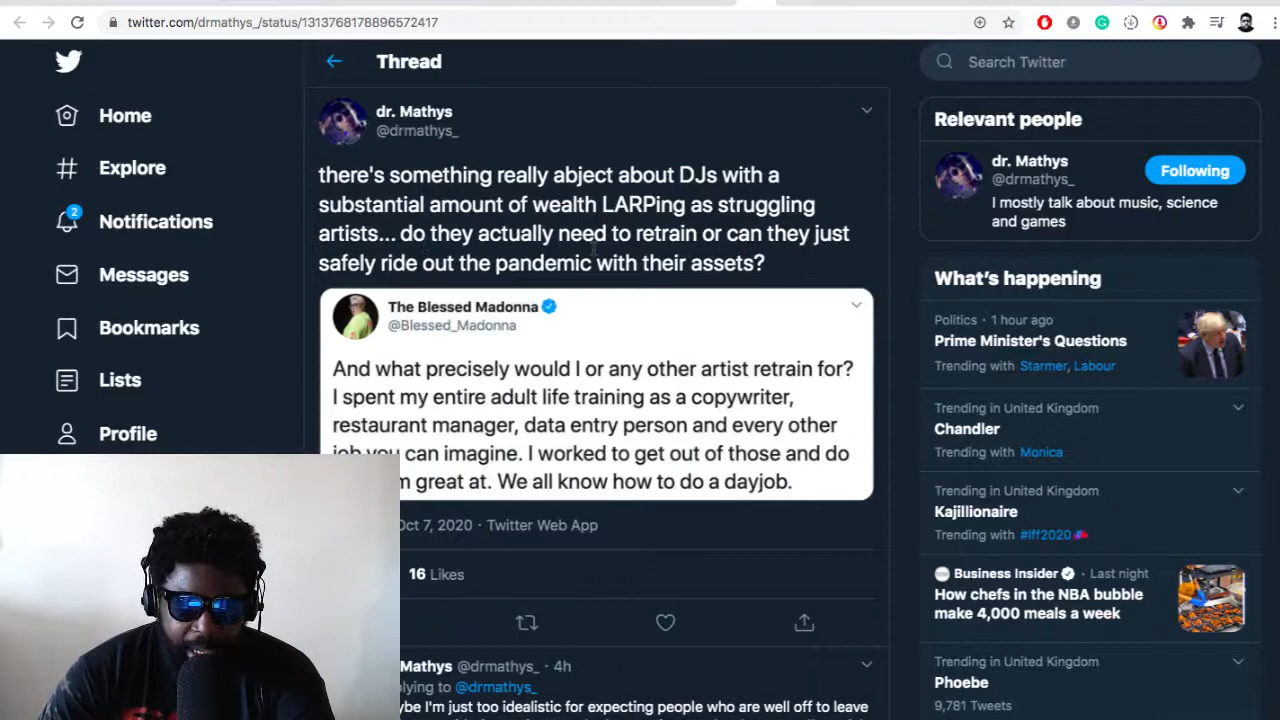 twitter.com/drmathys_/status/1313768178896572417
Home
Explore
2
Notifications
Messages
Bookmarks
Lists
Profile
Thread
dr. Mathys
@drmathys_
there's something really abject about DJs with a
substantial amount of wealth LARPing as struggling
artists... do they actually need to retrain or can they just
safely ride out the pandemic with their assets?
The Blessed Madonna
@Blessed_Madonna
And what precisely would I or any other artist retrain for?
I spent my entire adult life training as a copywriter,
restaurant manager, data entry person and every other
job you can imagine. I worked to get out of those and do
m great at. We all know how to do a dayjob.
Oct 7, 2020 · Twitter Web App
16 Likes
Mathys @drmathys_ · 4h
lying to @drmathys_
ybe I'm just too idealistic for expecting people who are well off to leave
Search Twitter
Relevant people
dr. Mathys
@drmathys_
Following
I mostly talk about music, science
and games
What's happening
Politics · 1 hour ago
Prime Minister's Questions
Trending with Starmer, Labour
Trending in United Kingdom
Chandler
Trending with Monica
Trending in United Kingdom
Kajillionaire
Trending with #lff2020
Business Insider · Last night
How chefs in the NBA bubble
make 4,000 meals a week
Trending in United Kingdom
Phoebe
9,781 Tweets